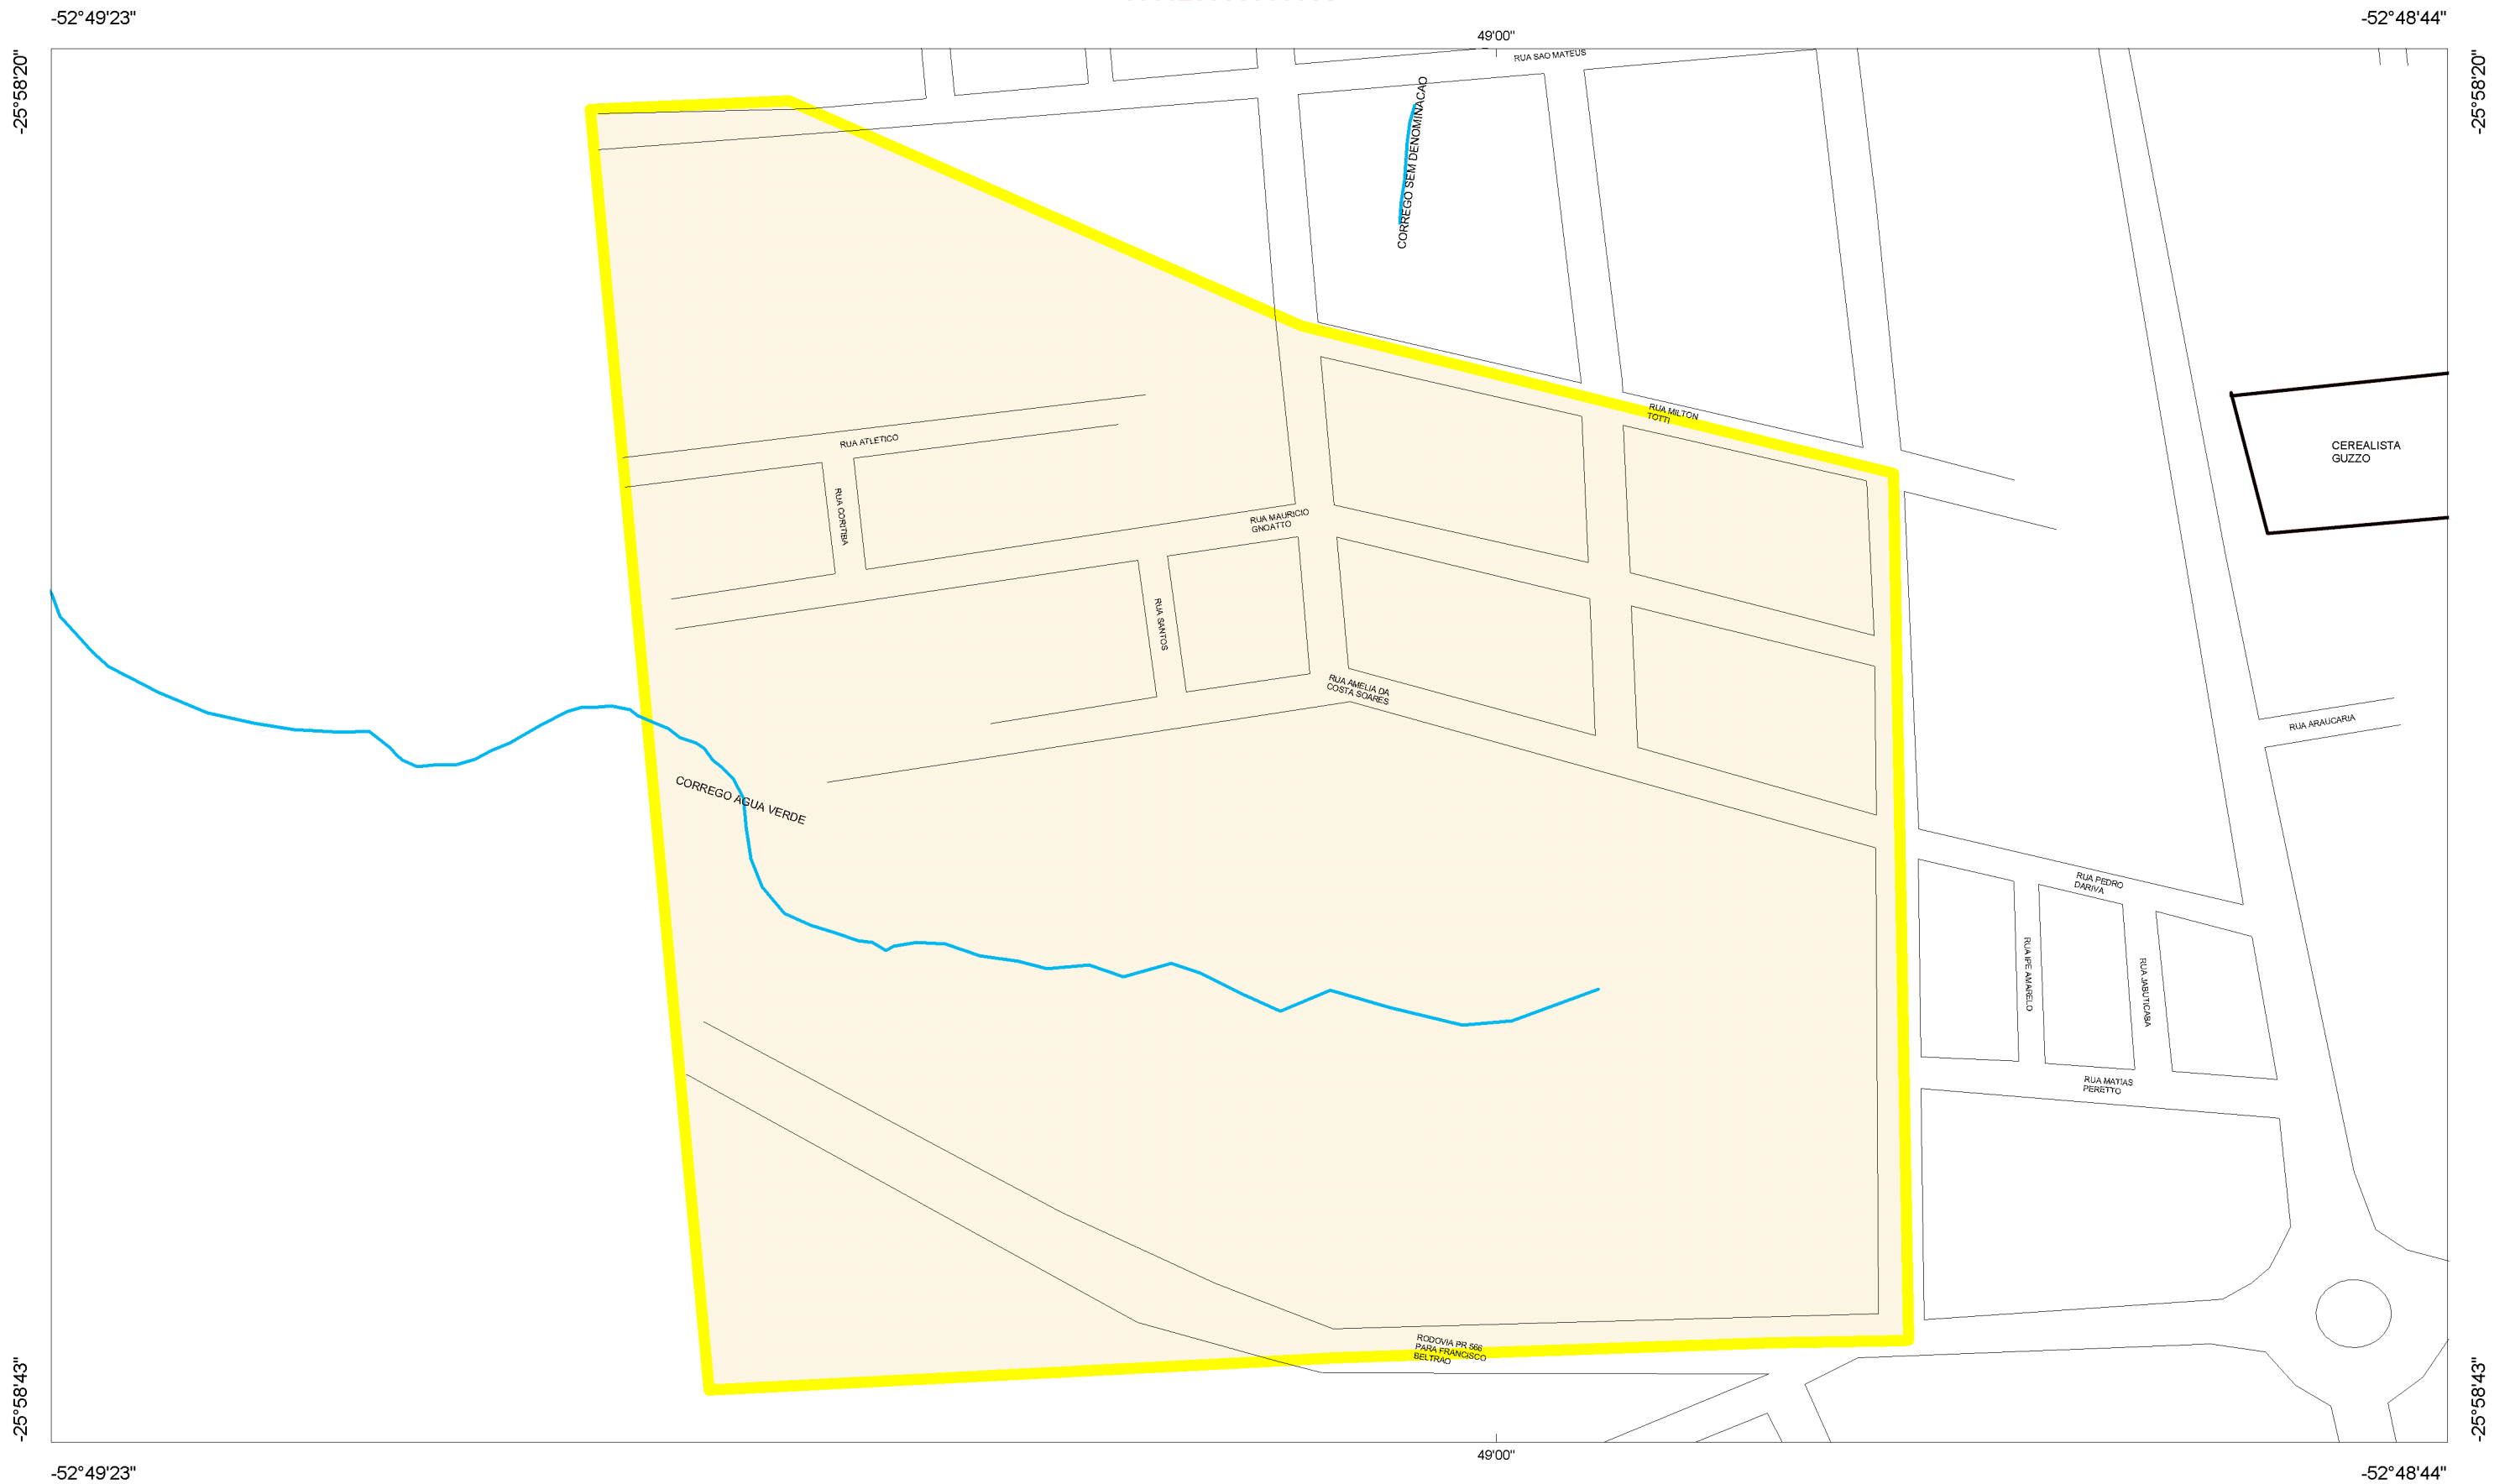 -52°49'23"
-52°48'44"
49'00"
-25°58'20"
-25°58'20"
RUA SAO MATEUS
CORREGO SEM DENOMINACAO
RUA MILTON
TOTTI
RUA ATLETICO
CEREALISTA
GUZZO
RUA CORITIBA
RUA MAURICIO
GNOATTO
RUA SANTOS
RUA AMELIA DA
COSTA SOARES
RUA ARAUCARIA
CORREGO AGUA VERDE
RUA PEDRO
DARIVA
RUA IPE AMARELO
RUA JABUTICABA
RUA MATIAS
PERETTO
RODOVIA PR 566
PARA FRANCISCO
BELTRAO
-25°58'43"
-25°58'43"
49'00"
-52°49'23"
-52°48'44"